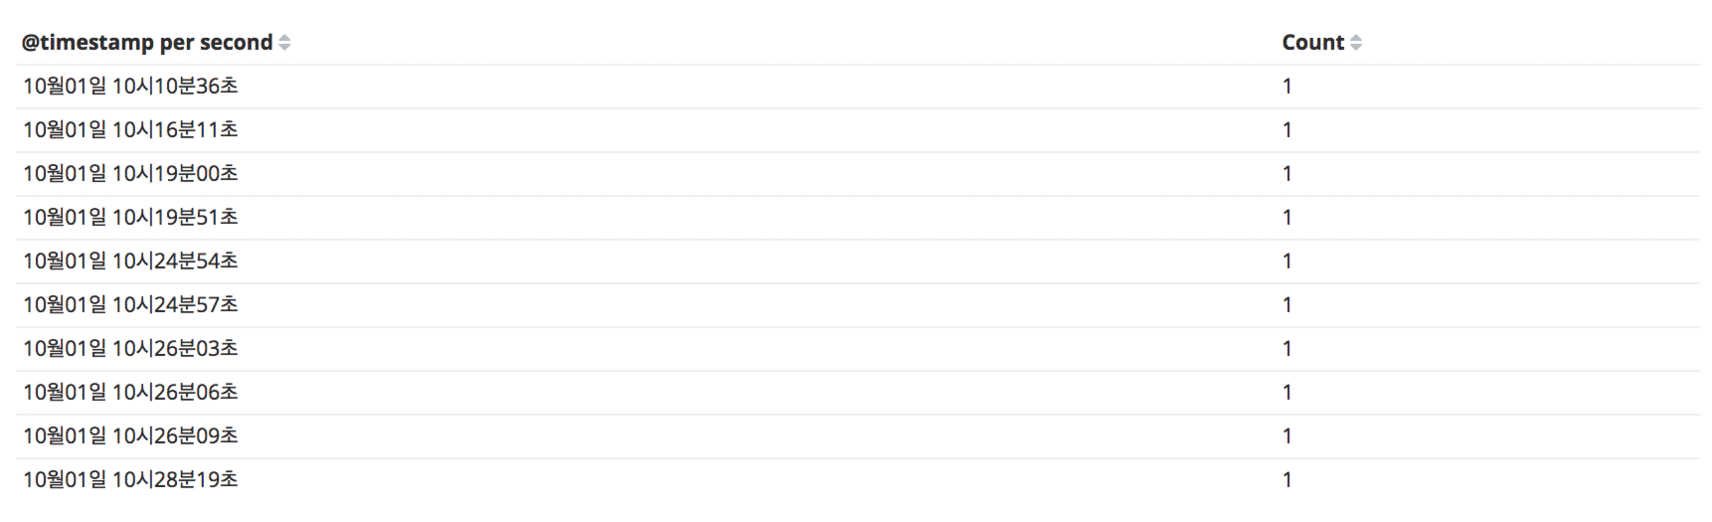 @timestamp per second Count
10월01일 10시10분36초 1
10월01일 10시16분11초 1
10월01일 10시19분00초 1
10월01일 10시19분51초 1
10월01일 10시24분54초 1
10월01일 10시24분57초 1
10월01일 10시26분03초 1
10월01일 10시26분06초 1
10월01일 10시26분09초 1
10월01일 10시28분19초 1